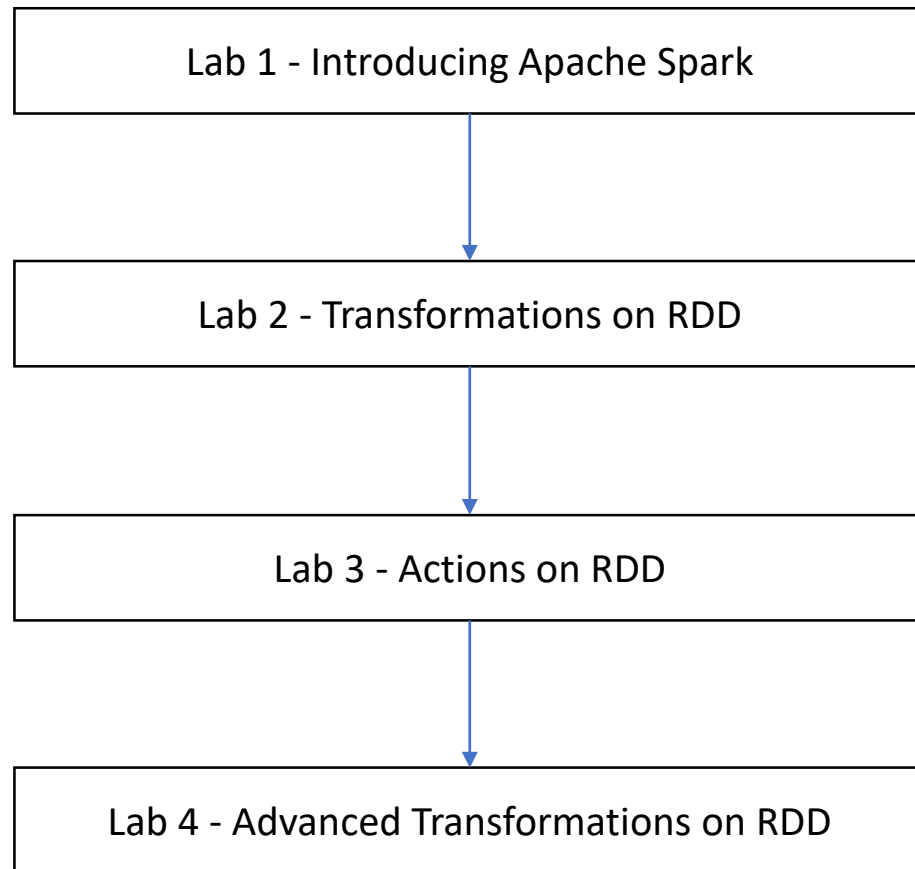 Lab 1 - Introducing Apache Spark
Lab 2 - Transformations on RDD
Lab 3 - Actions on RDD
Lab 4 - Advanced Transformations on RDD